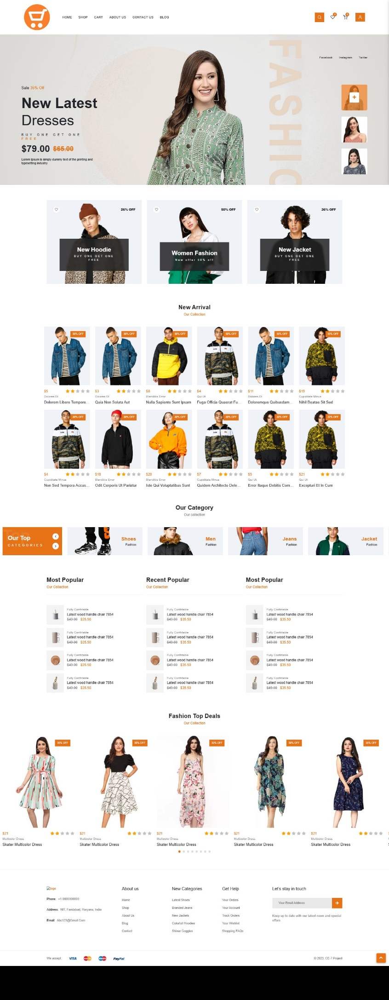 HOME SHOP CART ABOUT US CONTACT US BLOG
0 0
FASHIO
Facebook Instagram Twitter
Sale 35% Off
New Latest
Dresses
BUY ONE GET ONE
FREE
$79.00 $65.00
Lorem Ipsum is simply dummy text of the printing and
typesetting industry.
26% OFF
New Hoodie
BUY ONE GET ONE
FREE
50% OFF
Women Fashion
New offer 50% off
36% OFF
New Jacket
BUY ONE GET ONE
FREE
New Arrival
Our Collection
30% OFF 30% OFF 30% OFF 30% OFF 30% OFF 30% OFF
$5 $3 $8 $4 $11 $19
Dolores Et Dolores Et Blanditiis Error Qui Ut Dolores Et Cupiditate Minus
Dolorem Libero Tempore... Quia Non Soluta Aut Nulla Sapiente Sunt Ipsam Fuga Officia Quaerat Fu... Doloremque Quibusdam... Nihil Beatae Sit Sed
30% OFF 30% OFF 30% OFF 30% OFF 30% OFF 30% OFF
$4 $18 $20 $7 $5 $21
Cupiditate Minus Blanditiis Error Blanditiis Error Cupiditate Minus Qui Ut Qui Ut
Non Sed Tempora Accus... Odit Corporis Ut Pariatur Iste Qui Voluptatibus Sunt Quidem Architecto Dele... Error Itaque Debitis Com... Excepturi Et In Cum
Our Category
Our collection
Top
Our Top
CATEGORIES
Shoes
Fashion
Men
Fashion
Jeans
Fashion
Jacket
Fashion
Most Popular Recent Popular Most Popular
Our Collection Our Collection Our Collection
Fully Confirtable Fully Confirtable Fully Confirtable
Latest wood handle chair 7854 Latest wood handle chair 7854 Latest wood handle chair 7854
$49.00 $35.50 $49.00 $35.50 $49.00 $35.50
Fully Confirtable Fully Confirtable Fully Confirtable
Latest wood handle chair 7854 Latest wood handle chair 7854 Latest wood handle chair 7854
$49.00 $35.50 $49.00 $35.50 $49.00 $35.50
Fully Confirtable Fully Confirtable Fully Confirtable
Latest wood handle chair 7854 Latest wood handle chair 7854 Latest wood handle chair 7854
$49.00 $35.50 $49.00 $35.50 $49.00 $35.50
Fully Confirtable Fully Confirtable Fully Confirtable
Latest wood handle chair 7854 Latest wood handle chair 7854 Latest wood handle chair 7854
$49.00 $35.50 $49.00 $35.50 $49.00 $35.50
Fashion Top Deals
Our Collection
30% OFF 30% OFF 30% OFF 30% OFF 30% OFF
$21 $21 $21 $21 $21
Multicolor Dress Multicolor Dress Multicolor Dress Multicolor Dress Multicolor Dress
Skater Multicolor Dress Skater Multicolor Dress Skater Multicolor Dress Skater Multicolor Dress Skater Multicolor Dress
logo
Phone: +1 0000000000
Address: NIT, Faridabad, Haryana, India
Email: Abc123@Gmail.Com
About us
Home
Shop
About Us
Blog
Contact
New Categories
Latest Shoes
Branded Jeans
New Jackets
Colorfull Hoodies
Shiner Goggles
Get Help
Your Orders
Your Account
Track Orders
Your Wishlist
Shopping FAQs
Let's stay in touch
Your Email Address
Keep up to date with our latest news and special
offers
We accept: VISA PayPal
© 2023, CE-7 Project